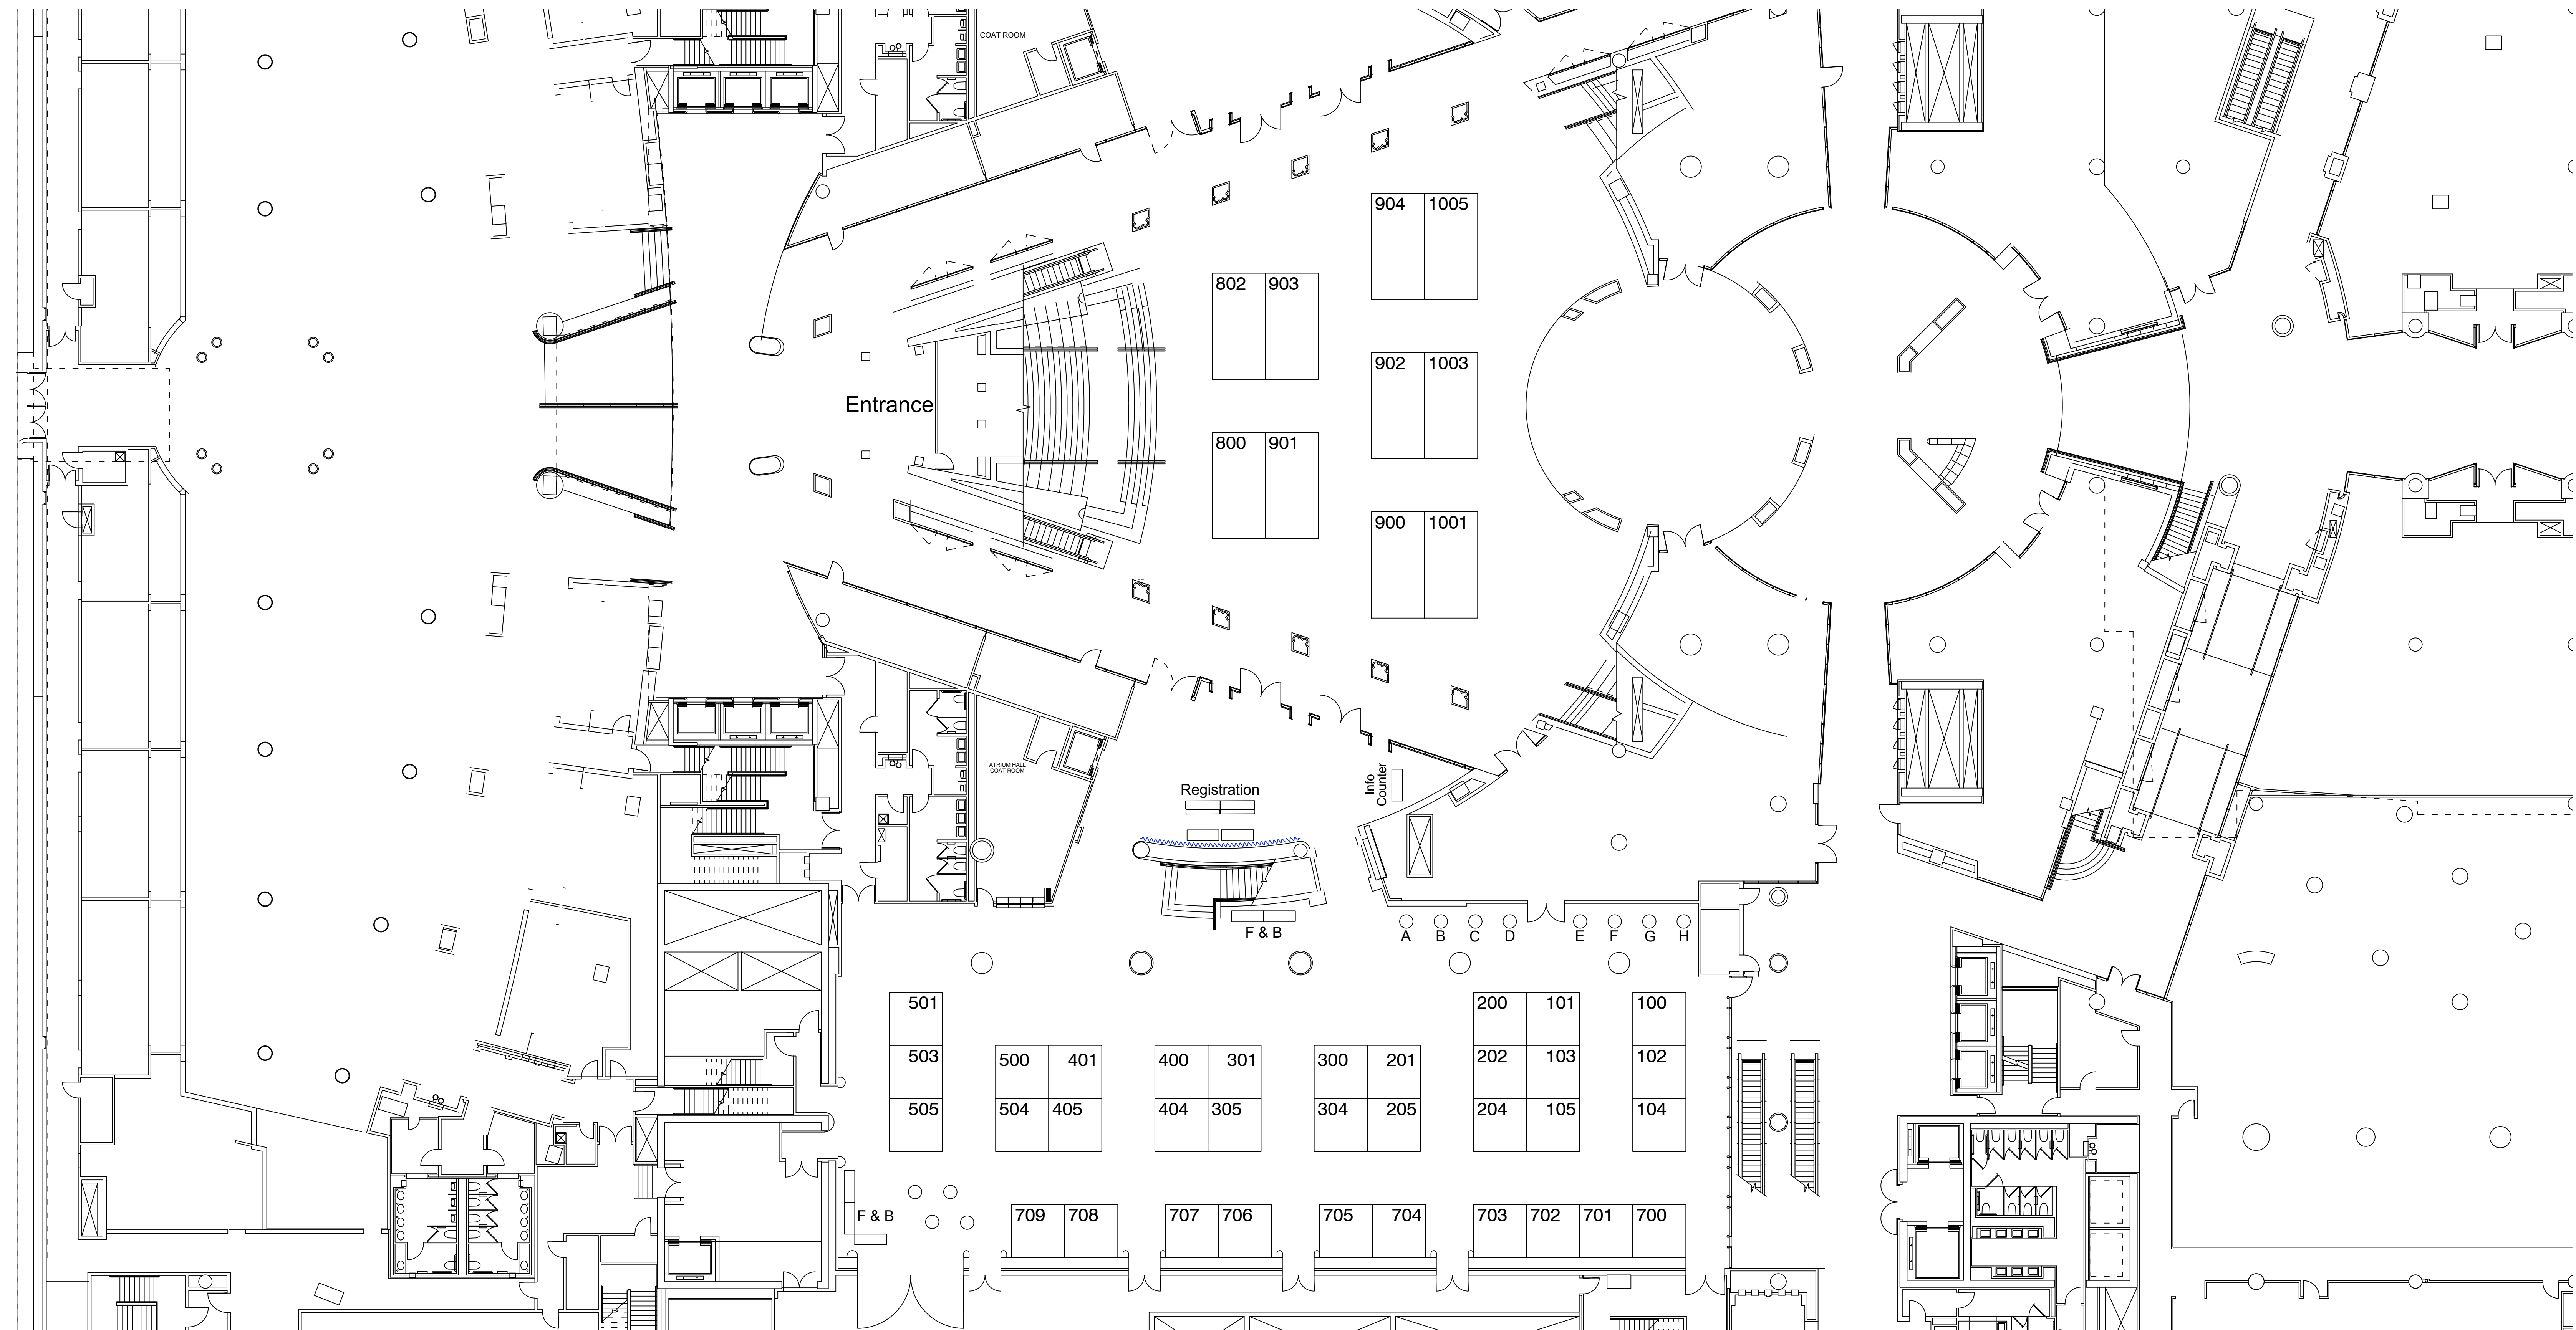 COAT ROOM
904 1005
802 903
902 1003
Entrance
800 901
900 1001
ATRIUM HALL
COAT ROOM
Registration
Info
Counter
F & B
A B C D E F G H
501 200 101 100
503 500 401 400 301 300 201 202 103 102
505 504 405 404 305 304 205 204 105 104
F & B
709 708 707 706 705 704 703 702 701 700